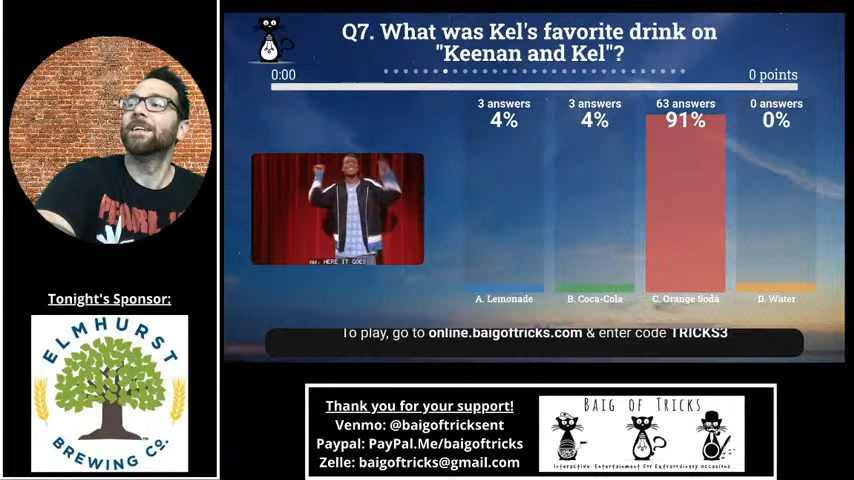 Q7. What was Kel's favorite drink on
"Keenan and Kel"?
0:00
0 points
3 answers
4%
3 answers
4%
63 answers
91%
0 answers
0%
AW, HERE IT GOES
A. Lemonade
B. Coca-Cola
C. Orange Soda
D. Water
To play, go to online.baigoftricks.com & enter code TRICKS3
PEARL
Tonight's Sponsor:
ELMHURST
BREWING Co.
Thank you for your support!
Venmo: @baigoftricksent
Paypal: PayPal.Me/baigoftricks
Zelle: baigoftricks@gmail.com
BAIG OF TRICKS
Interactive Entertainment for Extraordinary Occasions